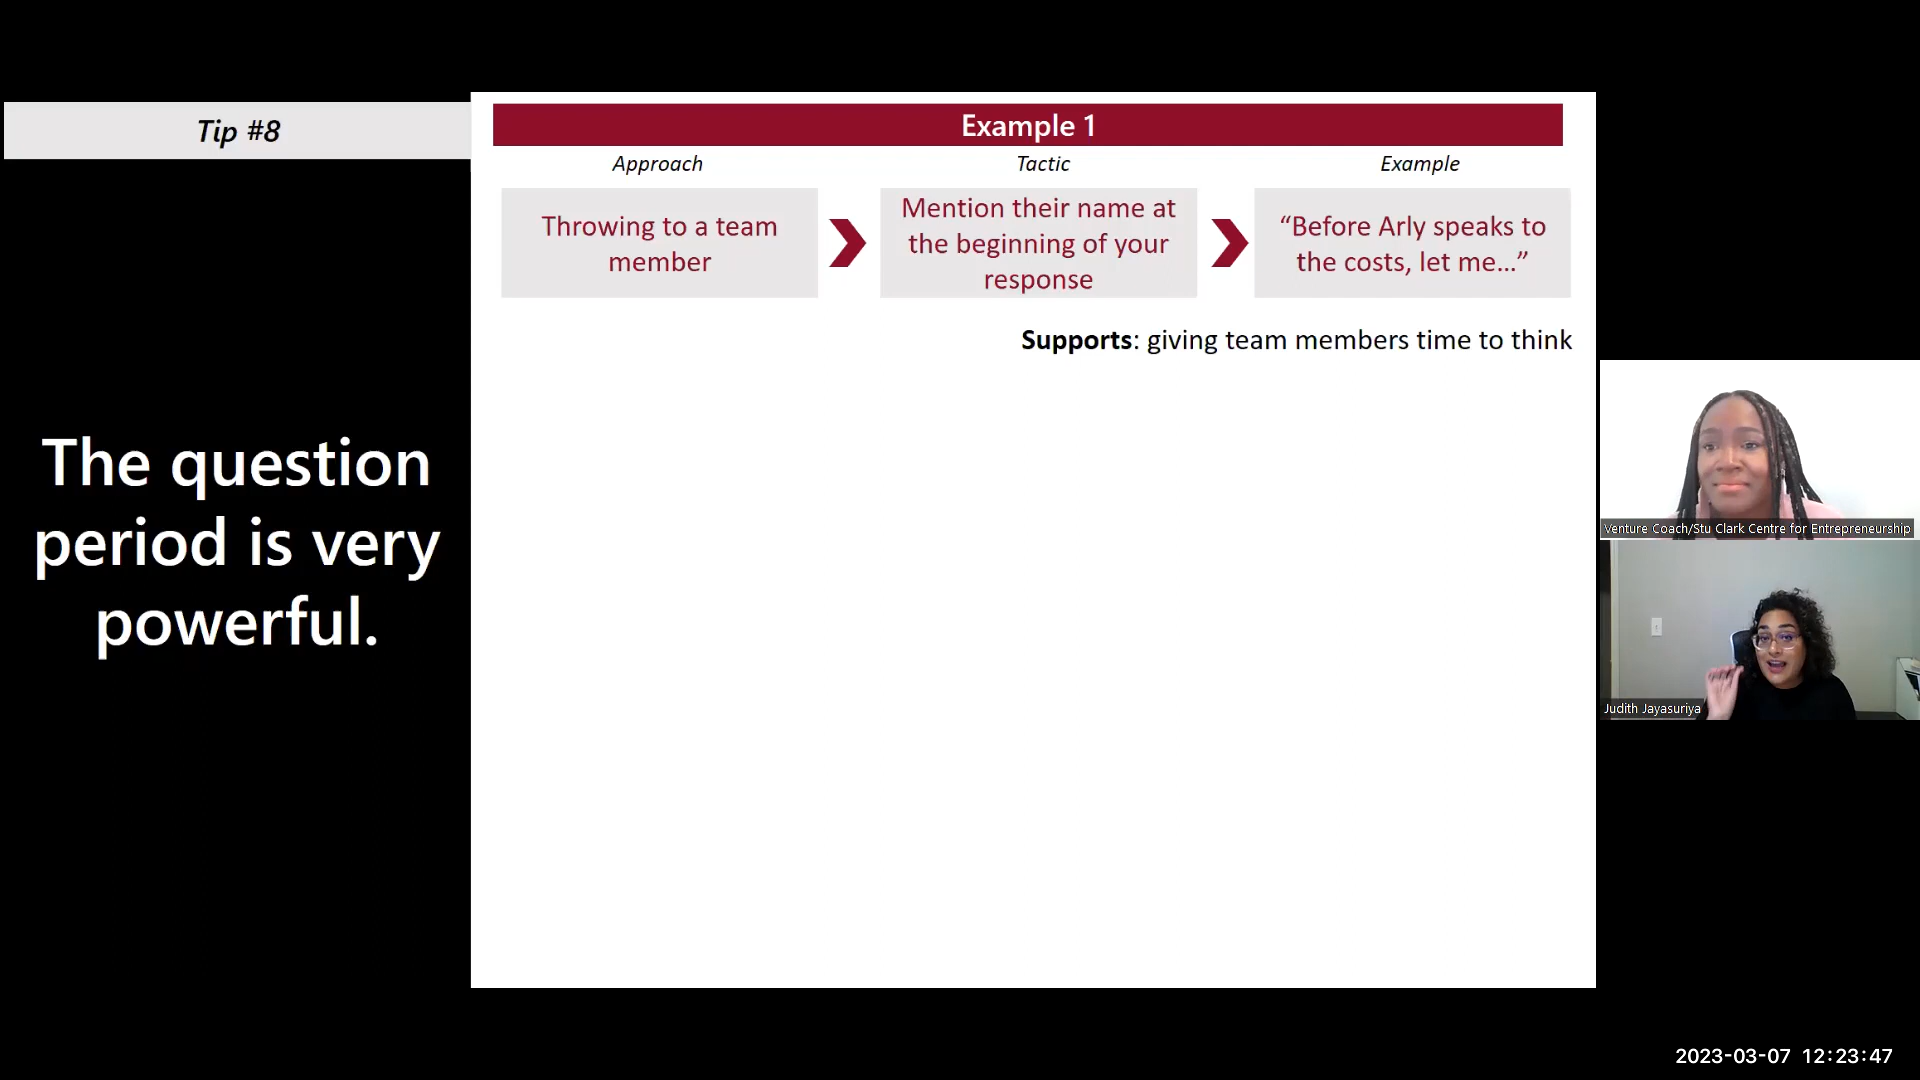 Tip #8
The question
period is very
powerful.
Example 1
Approach
Tactic
Example
Throwing to a team
member
Mention their name at
the beginning of your
response
“Before Arly speaks to
the costs, let me...”
Supports: giving team members time to think
Venture Coach/Stu Clark Centre for Entrepreneurship
Judith Jayasuriya
2023-03-07 12:23:47